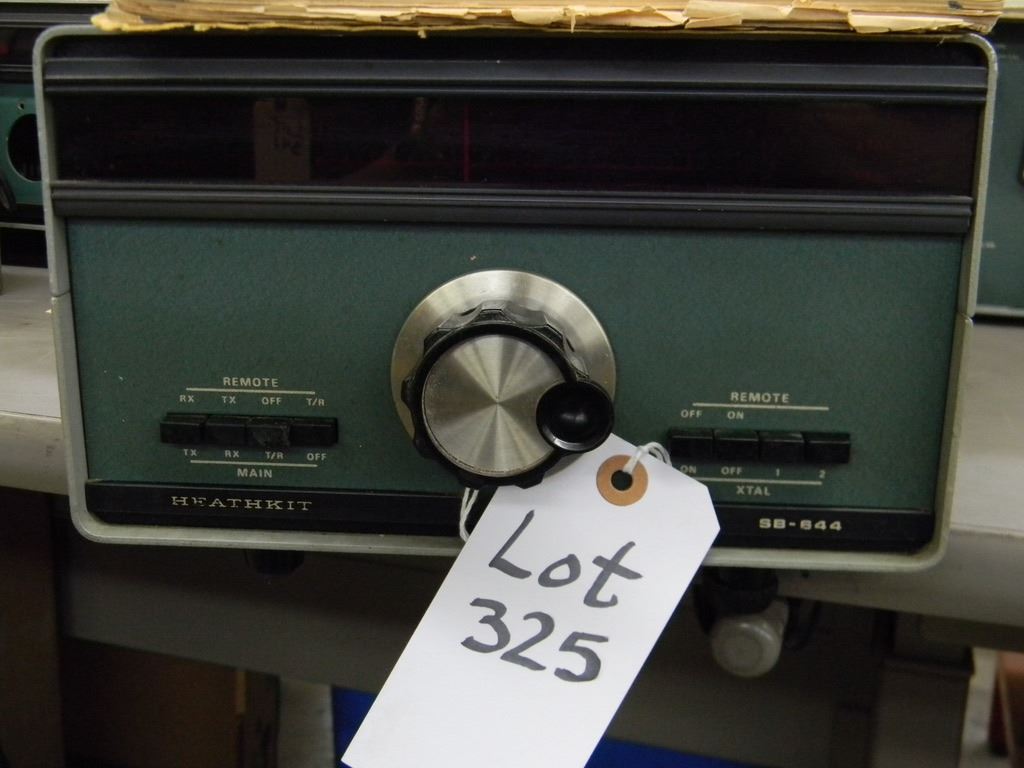 REMOTE
RX TX OFF T/R
TX RX T/R OFF
MAIN
HEATHKIT
REMOTE
OFF ON
ON OFF 1 2
XTAL
SB-644
Lot
325